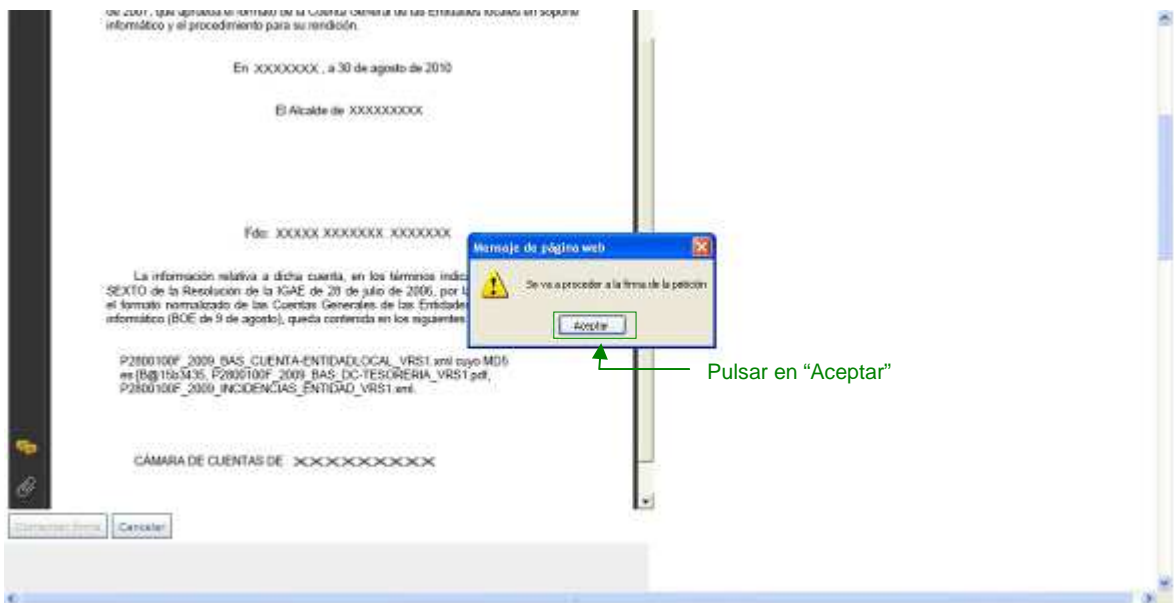 de 2007, que aprueba el formato de la Cuenta General de las Entidades locales en soporte
informático y el procedimiento para su rendición.
En XXXXXXX , a 30 de agosto de 2010
El Alcalde de XXXXXXXXX
Fdo: XXXXX XXXXXXX XXXXXXX
Mensaje de página web
Se va a proceder a la firma de la petición
Aceptar
La información relativa a dicha cuenta, en los términos indic
SEXTO de la Resolución de la IGAE de 28 de julio de 2006, por l
el formato normalizado de las Cuentas Generales de las Entidade
informático (BOE de 9 de agosto), queda contenida en los siguientes
Pulsar en “Aceptar”
P2800100F_2009_BAS_CUENTA-ENTIDADLOCAL_VRS1.xml cuyo MD5
es [B@15b3435, P2800100F_2009_BAS_DC-TESORERIA_VRS1.pdf,
P2800100F_2009_INCIDENCIAS_ENTIDAD_VRS1.xml.
CÁMARA DE CUENTAS DE XXXXXXXXXX
Comenzar firma Cancelar